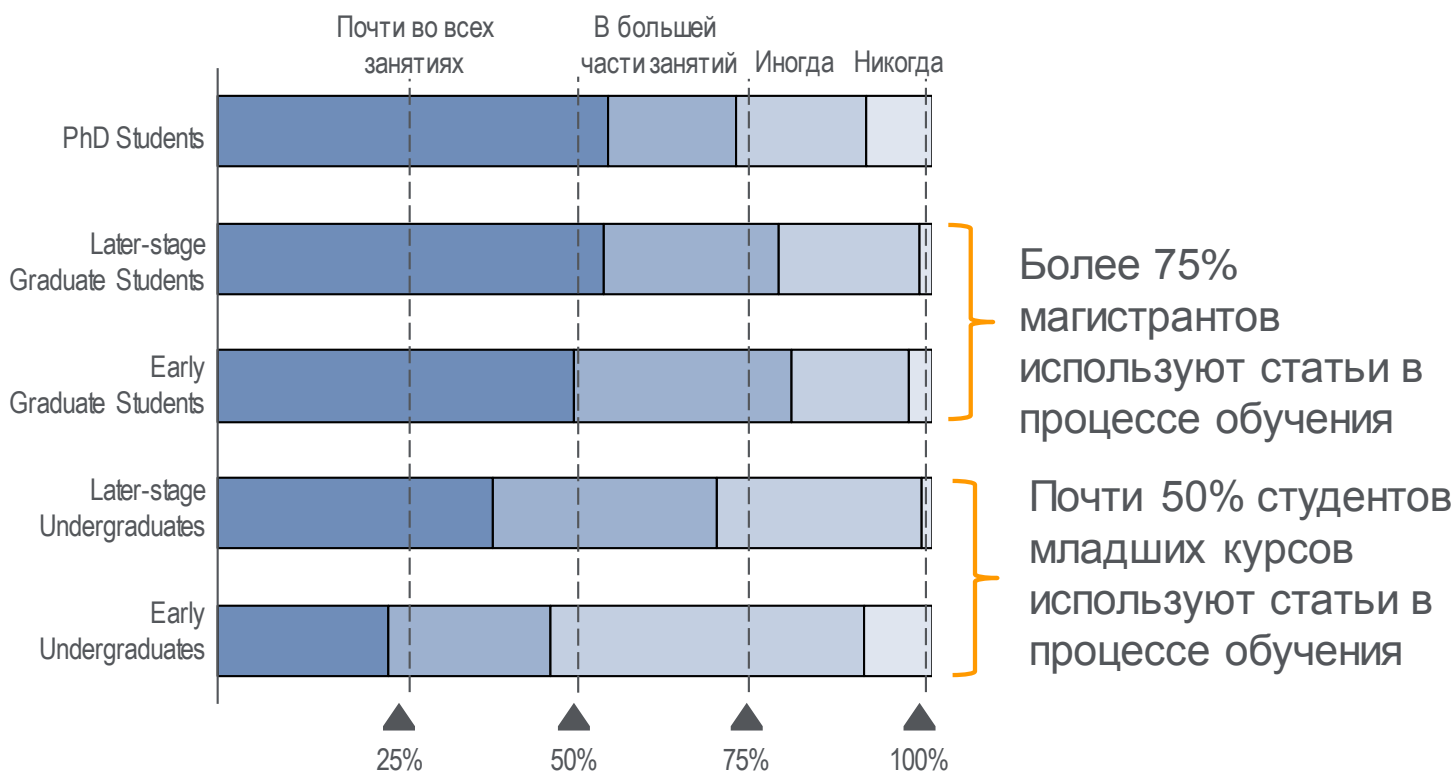 Почти во всех
занятиях
В большей
части занятий
Иногда
Никогда
PhD Students
Later-stage
Graduate Students
Early
Graduate Students
Later-stage
Undergraduates
Early
Undergraduates
Более 75%
магистрантов
используют статьи в
процессе обучения
Почти 50% студентов
младших курсов
используют статьи в
процессе обучения
25%
50%
75%
100%